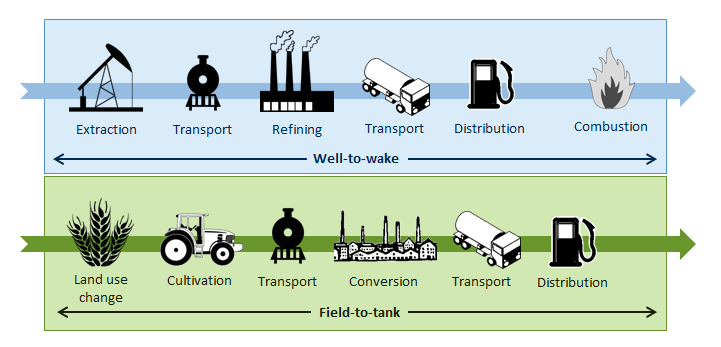 Extraction
Transport
Refining
Transport
Distribution
Combustion
Well-to-wake
Land use
change
Cultivation
Transport
Conversion
Transport
Distribution
Field-to-tank